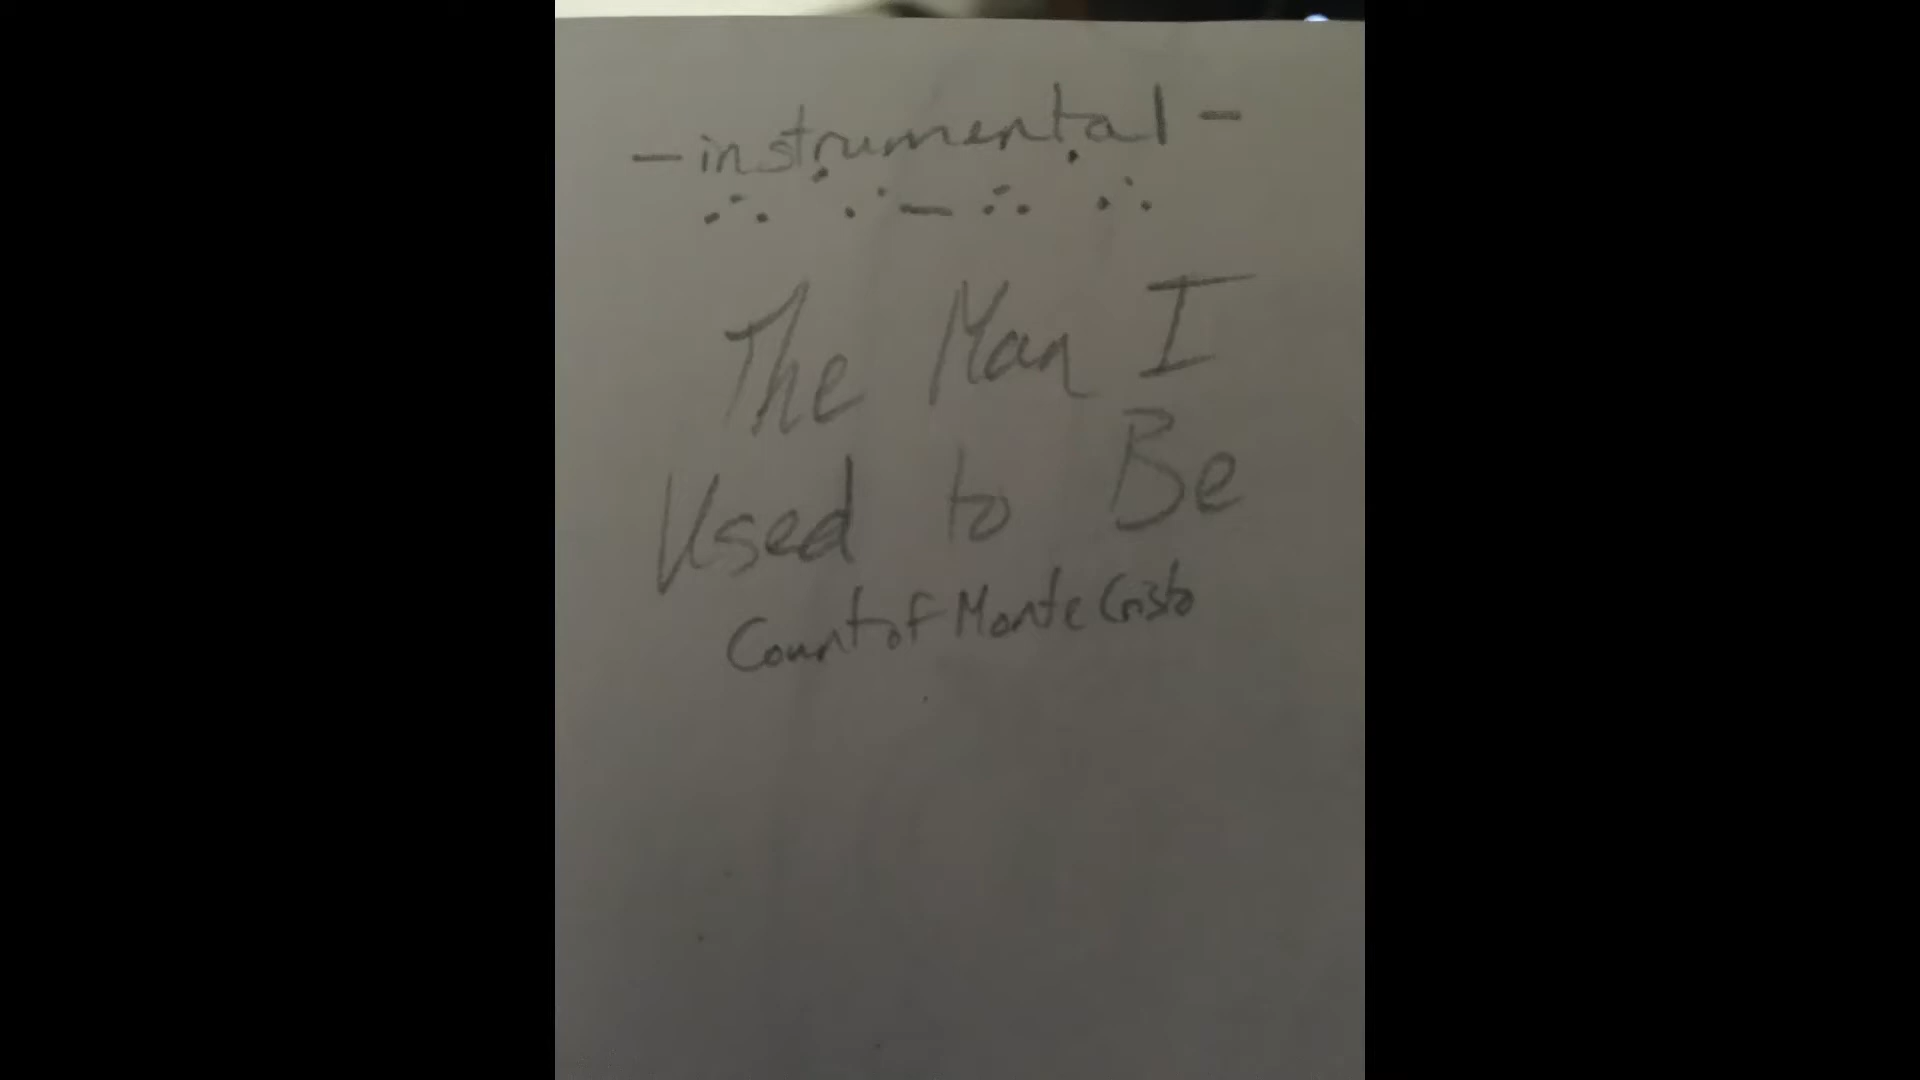 - instrumental -
The Man I
Used to Be
Count of Monte Cristo